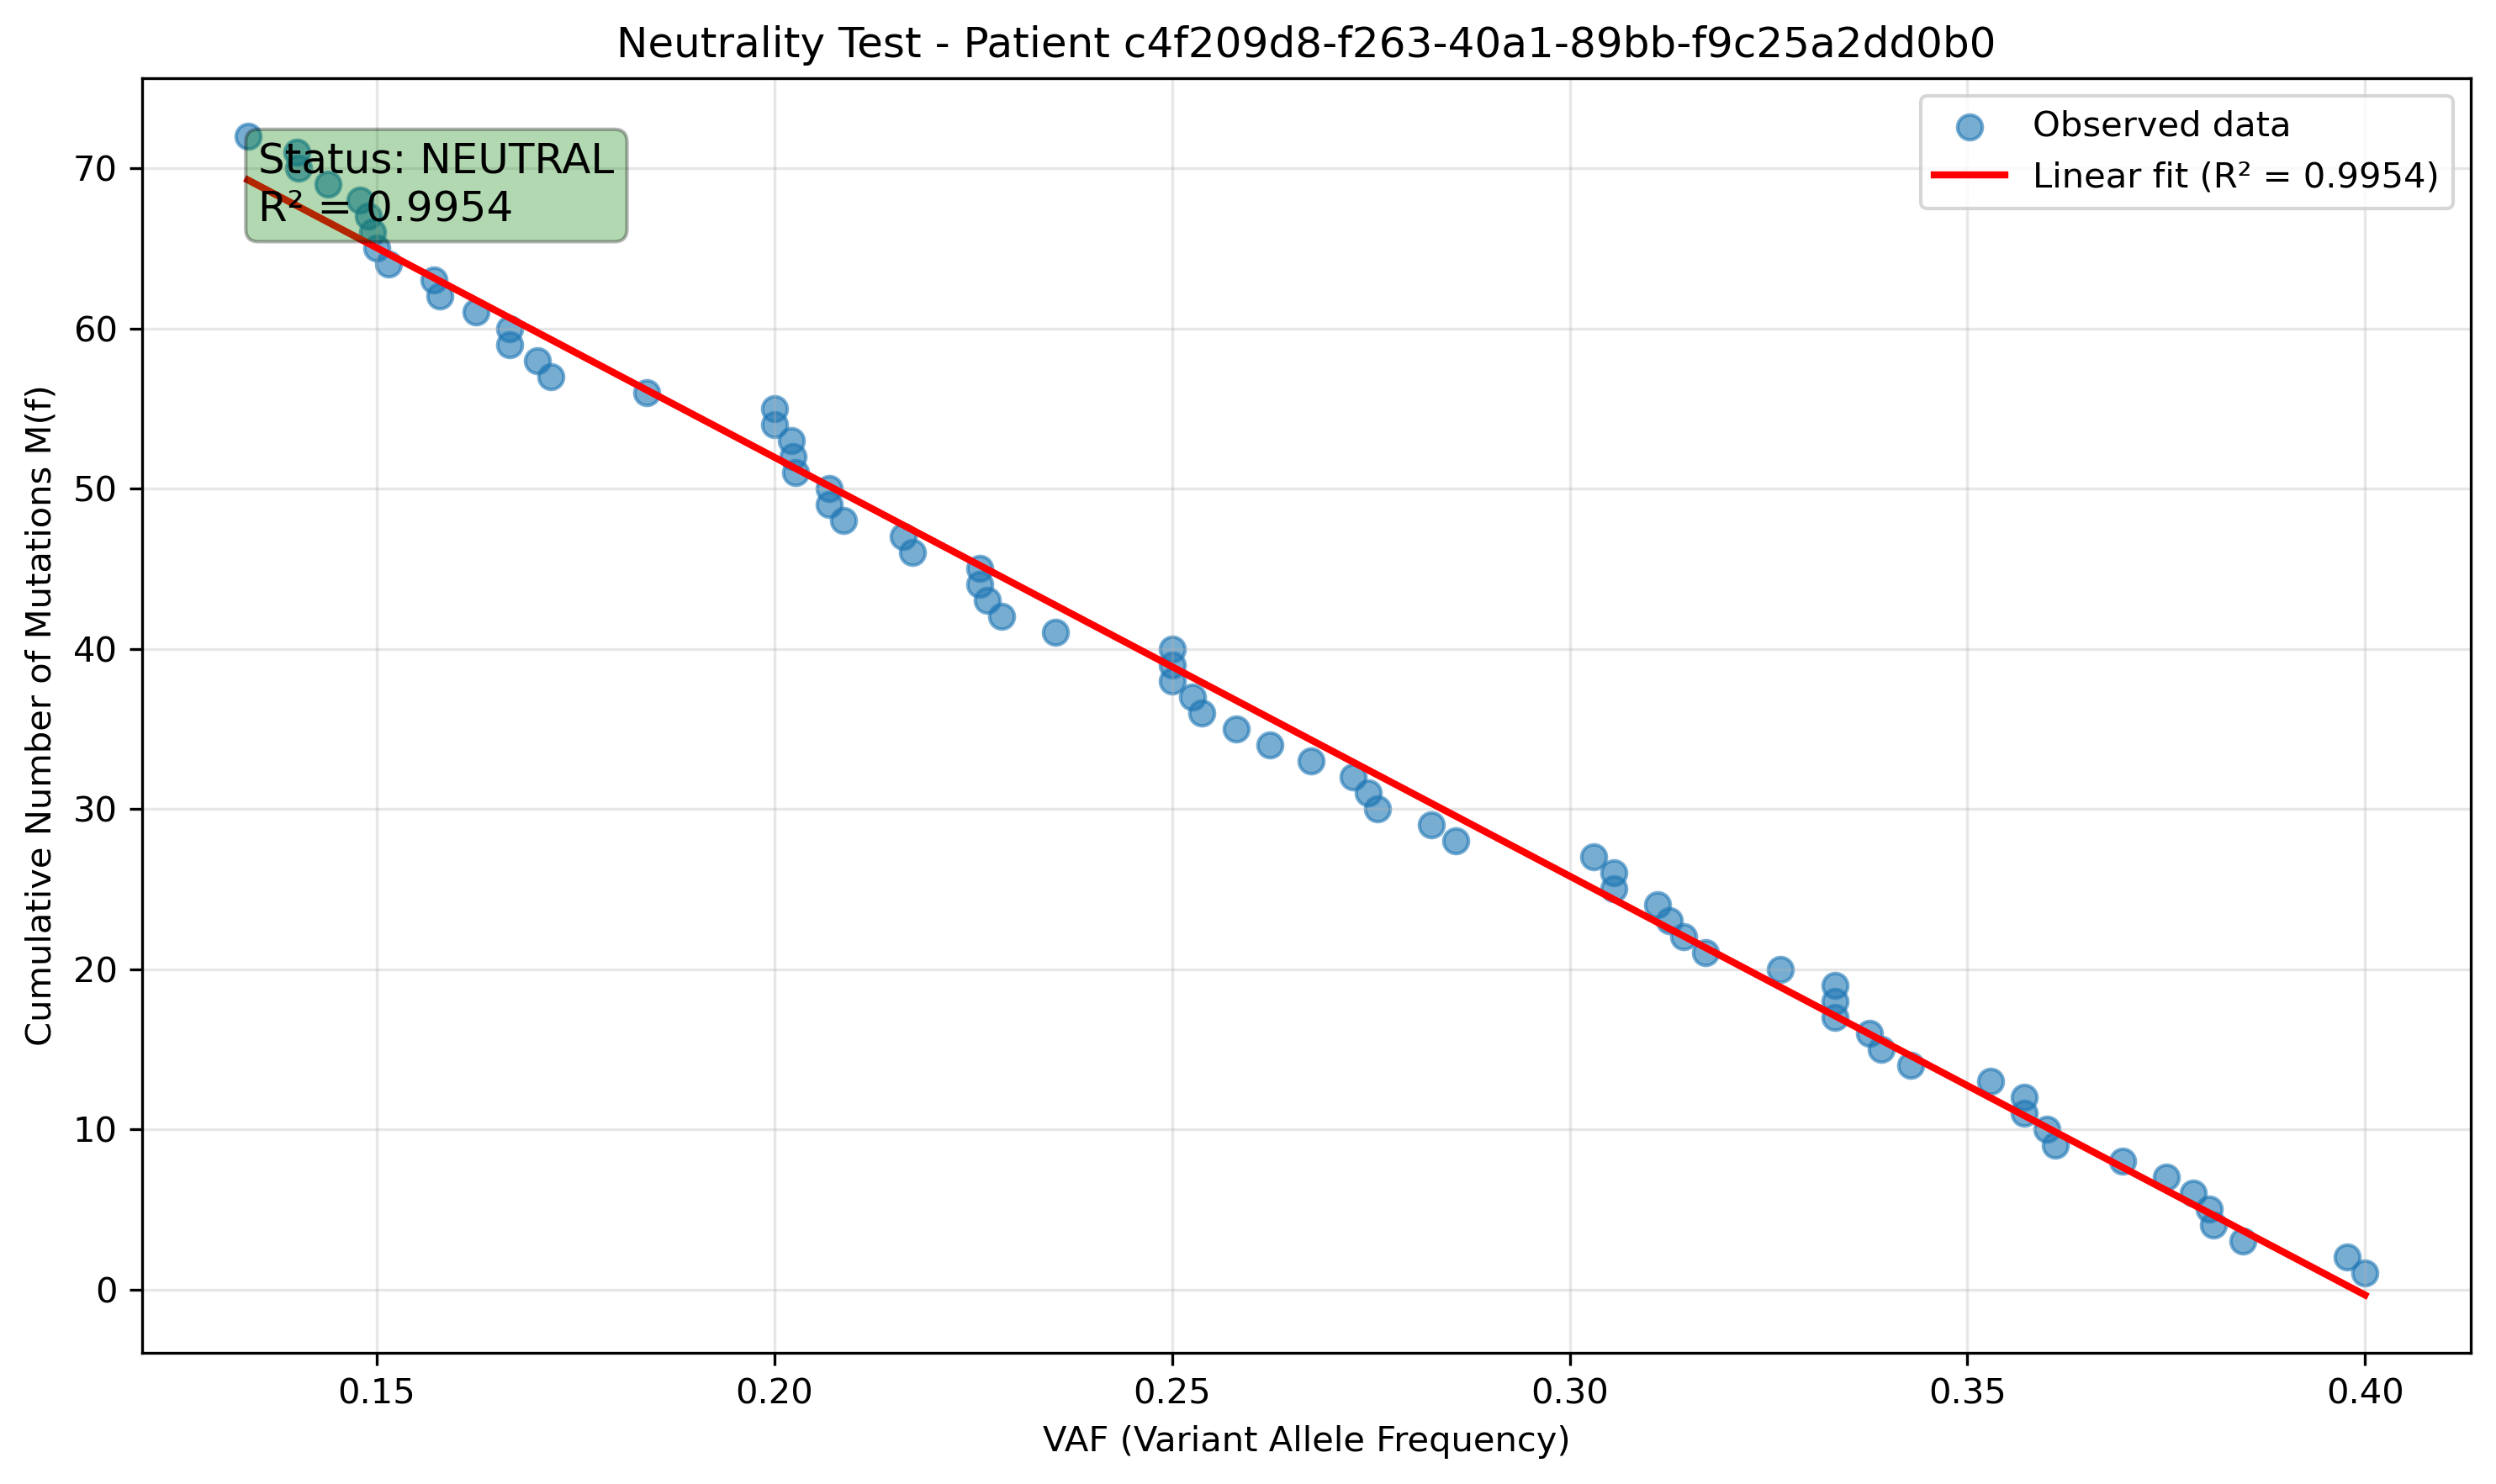 Neutrality Test - Patient c4f209d8-f263-40a1-89bb-f9c25a2dd0b0
Status: NEUTRAL
R² = 0.9954
Observed data
Linear fit (R² = 0.9954)
Cumulative Number of Mutations M(f)
70
60
50
40
30
20
10
0
0.15
0.20
0.25
0.30
0.35
0.40
VAF (Variant Allele Frequency)